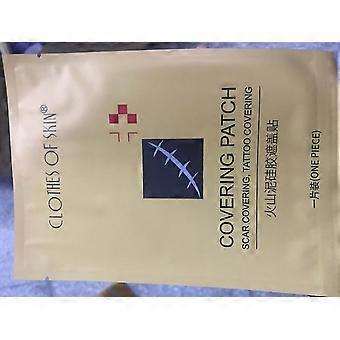 CLOTHES OF SKIN®
COVERING PATCH
SCAR COVERING, TATTOO COVERING
火山泥硅胶遮盖贴
一片装(ONE PIECE)